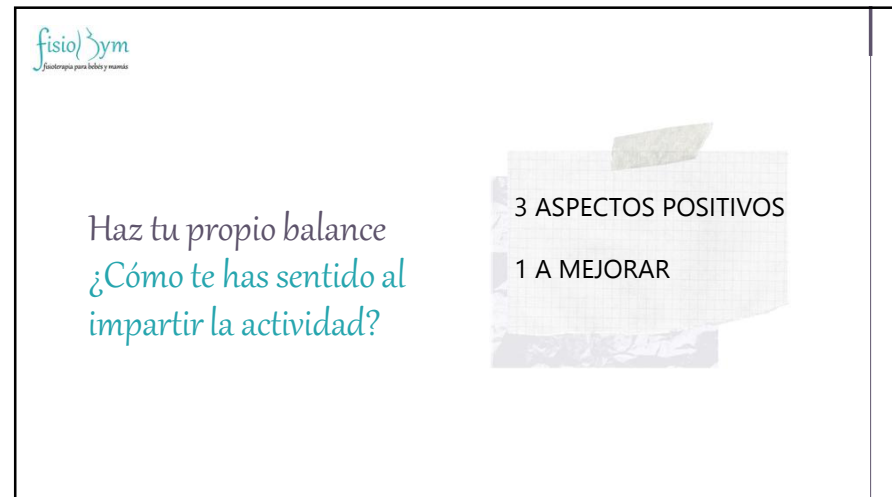 fisio Bym
fisioterapia para bebés y mamás
Haz tu propio balance
¿Cómo te has sentido al
impartir la actividad?
3 ASPECTOS POSITIVOS
1 A MEJORAR